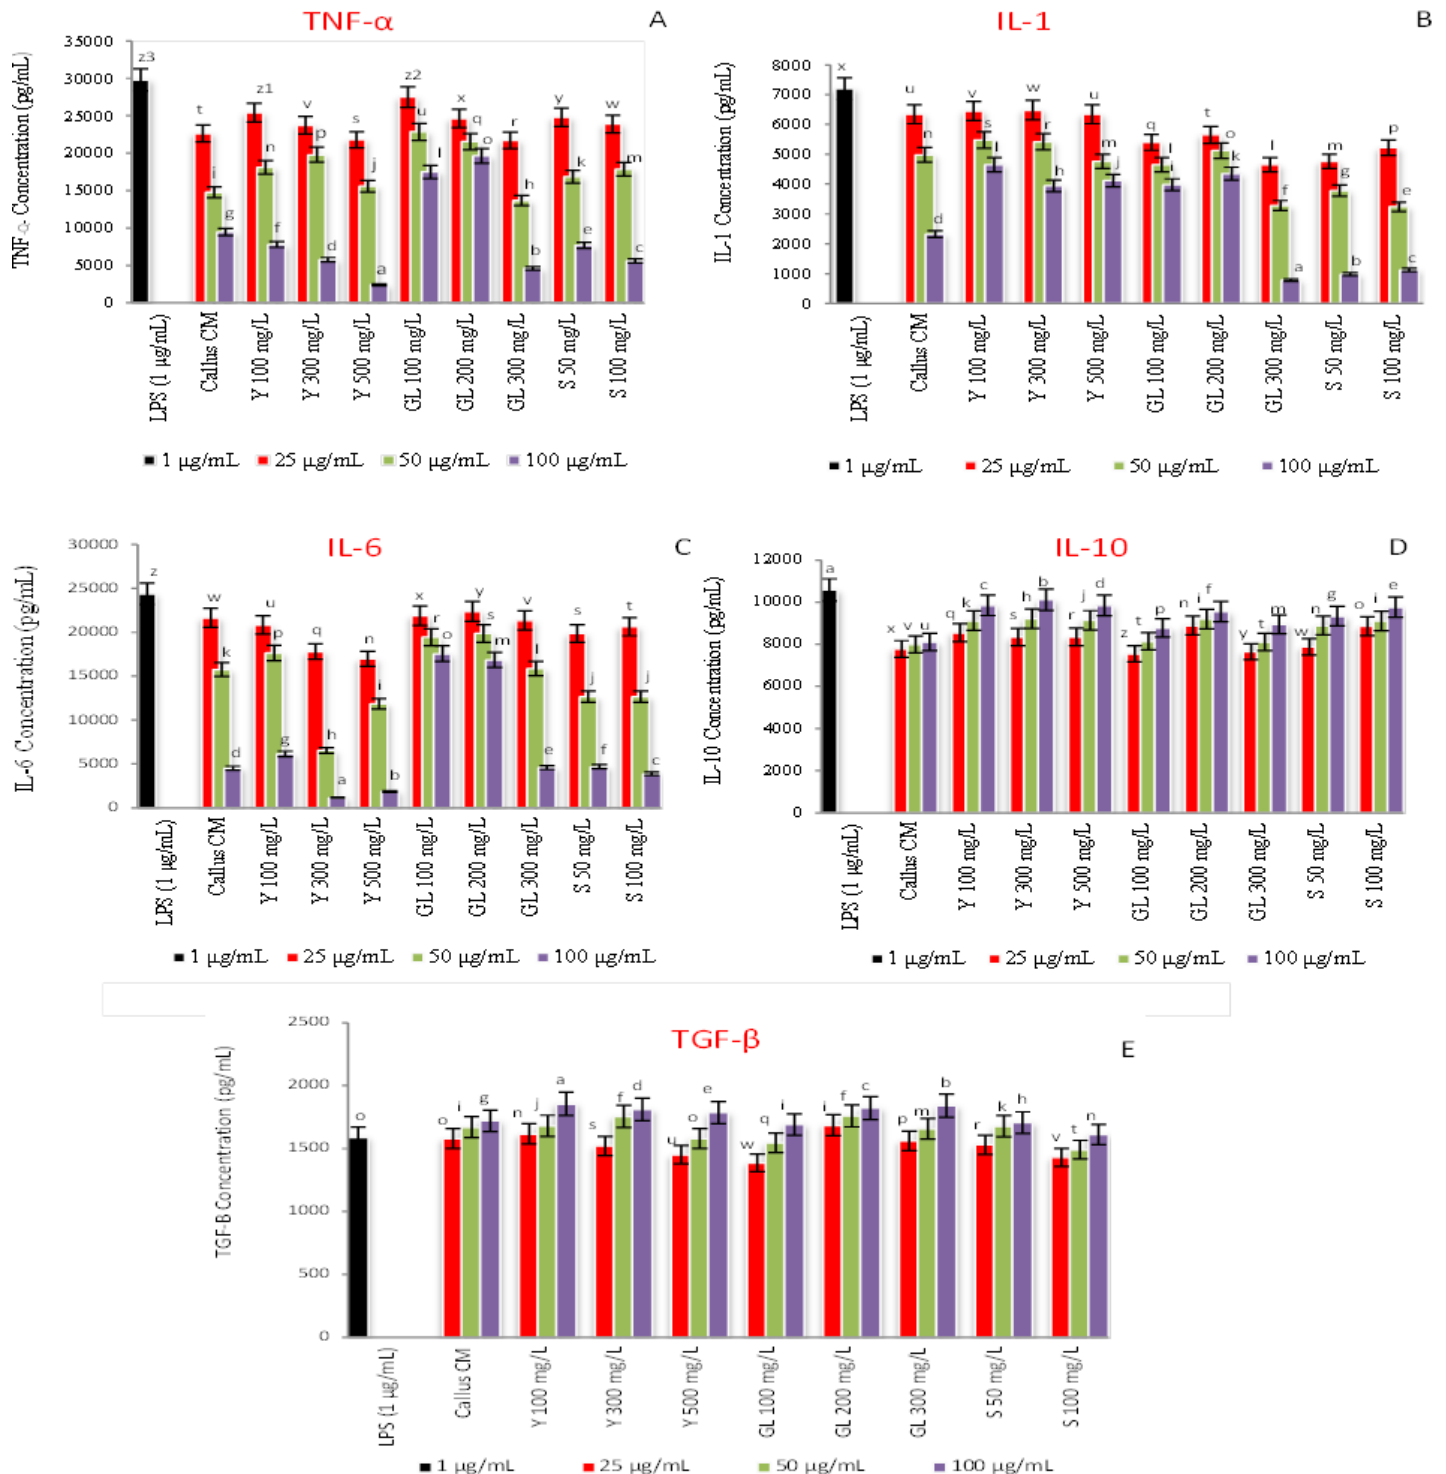 TNF-α
A
TNF-α- Concentration (pg/mL)
35000
30000
25000
20000
15000
10000
5000
0
z3
t i g
z1 n f
v p d
s j a
z2 u l
x q o
r h b
y k e
w m c
LPS (1 µg/mL)
Callus CM
Y 100 mg/L
Y 300 mg/L
Y 500 mg/L
GL 100 mg/L
GL 200 mg/L
GL 300 mg/L
S 50 mg/L
S 100 mg/L
1 µg/mL 25 µg/mL 50 µg/mL 100 µg/mL
IL-1
B
IL-1 Concentration (pg/mL)
8000
7000
6000
5000
4000
3000
2000
1000
0
x
u n d
v s l
w r h
u m j
q l i
t o k
l f a
m g b
p e c
LPS (1 µg/mL)
Callus CM
Y 100 mg/L
Y 300 mg/L
Y 500 mg/L
GL 100 mg/L
GL 200 mg/L
GL 300 mg/L
S 50 mg/L
S 100 mg/L
1 µg/mL 25 µg/mL 50 µg/mL 100 µg/mL
IL-6
C
IL-6 Concentration (pg/mL)
30000
25000
20000
15000
10000
5000
0
z
w k d
u p g
q h a
n i b
x r o
y s m
v l e
s j f
t j c
LPS (1 µg/mL)
Callus CM
Y 100 mg/L
Y 300 mg/L
Y 500 mg/L
GL 100 mg/L
GL 200 mg/L
GL 300 mg/L
S 50 mg/L
S 100 mg/L
1 µg/mL 25 µg/mL 50 µg/mL 100 µg/mL
IL-10
D
IL-10 Concentration (pg/mL)
12000
10000
8000
6000
4000
2000
0
a
x v u
q k c
s h b
r j d
z t p
n i f
y t m
w n g
o i e
LPS (1 µg/mL)
Callus CM
Y 100 mg/L
Y 300 mg/L
Y 500 mg/L
GL 100 mg/L
GL 200 mg/L
GL 300 mg/L
S 50 mg/L
S 100 mg/L
1 µg/mL 25 µg/mL 50 µg/mL 100 µg/mL
TGF-β
E
TGF-B Concentration (pg/mL)
2500
2000
1500
1000
500
0
o
o i g
n j a
s f d
u o e
w q i
i f c
p m b
r k h
v t n
LPS (1 µg/mL)
Callus CM
Y 100 mg/L
Y 300 mg/L
Y 500 mg/L
GL 100 mg/L
GL 200 mg/L
GL 300 mg/L
S 50 mg/L
S 100 mg/L
1 µg/mL 25 µg/mL 50 µg/mL 100 µg/mL